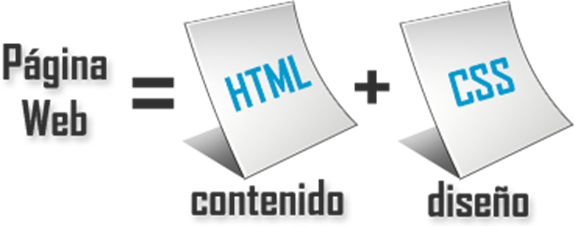 Página
Web
=
HTML
+
CSS
contenido
diseño